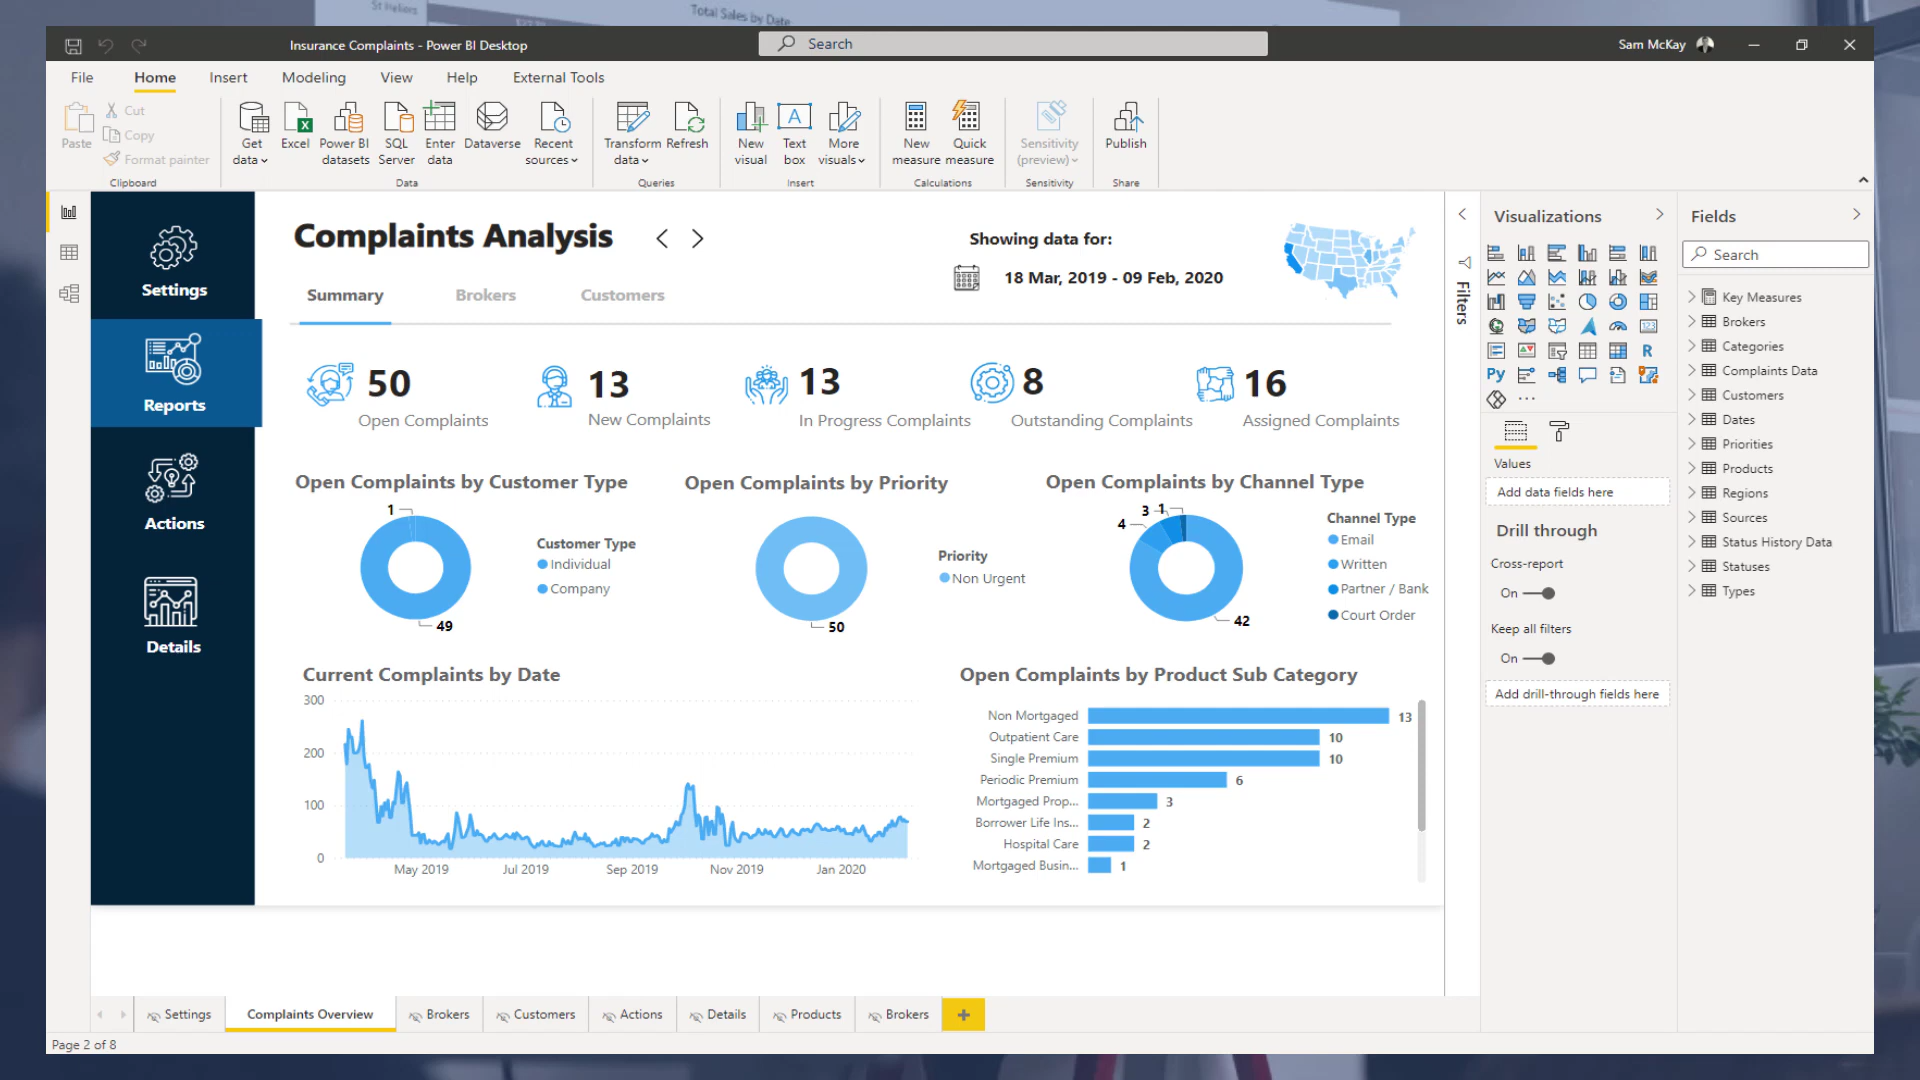 St Heliers
Total Sales by Date
Insurance Complaints - Power BI Desktop
Search
Sam McKay
File
Home
Insert
Modeling
View
Help
External Tools
Paste
Cut
Copy
Format painter
Clipboard
Get data
Excel
Power BI datasets
SQL Server
Enter data
Dataverse
Recent sources
Data
Transform data
Refresh
Queries
New visual
Text box
More visuals
Insert
New measure
Quick measure
Calculations
Sensitivity (preview)
Sensitivity
Publish
Share
Settings
Reports
Actions
Details
Complaints Analysis
Summary
Brokers
Customers
Showing data for:
18 Mar, 2019 - 09 Feb, 2020
50
Open Complaints
13
New Complaints
13
In Progress Complaints
8
Outstanding Complaints
16
Assigned Complaints
Open Complaints by Customer Type
1
49
Customer Type
Individual
Company
Open Complaints by Priority
50
Priority
Non Urgent
Open Complaints by Channel Type
3
1
4
42
Channel Type
Email
Written
Partner / Bank
Court Order
Current Complaints by Date
300
200
100
0
May 2019
Jul 2019
Sep 2019
Nov 2019
Jan 2020
Open Complaints by Product Sub Category
Non Mortgaged 13
Outpatient Care 10
Single Premium 10
Periodic Premium 6
Mortgaged Prop... 3
Borrower Life Ins... 2
Hospital Care 2
Mortgaged Busin... 1
Filters
Visualizations
R
Py
123
Values
Add data fields here
Drill through
Cross-report
On
Keep all filters
On
Add drill-through fields here
Fields
Search
Key Measures
Brokers
Categories
Complaints Data
Customers
Dates
Priorities
Products
Regions
Sources
Status History Data
Statuses
Types
Settings
Complaints Overview
Brokers
Customers
Actions
Details
Products
Brokers
Page 2 of 8